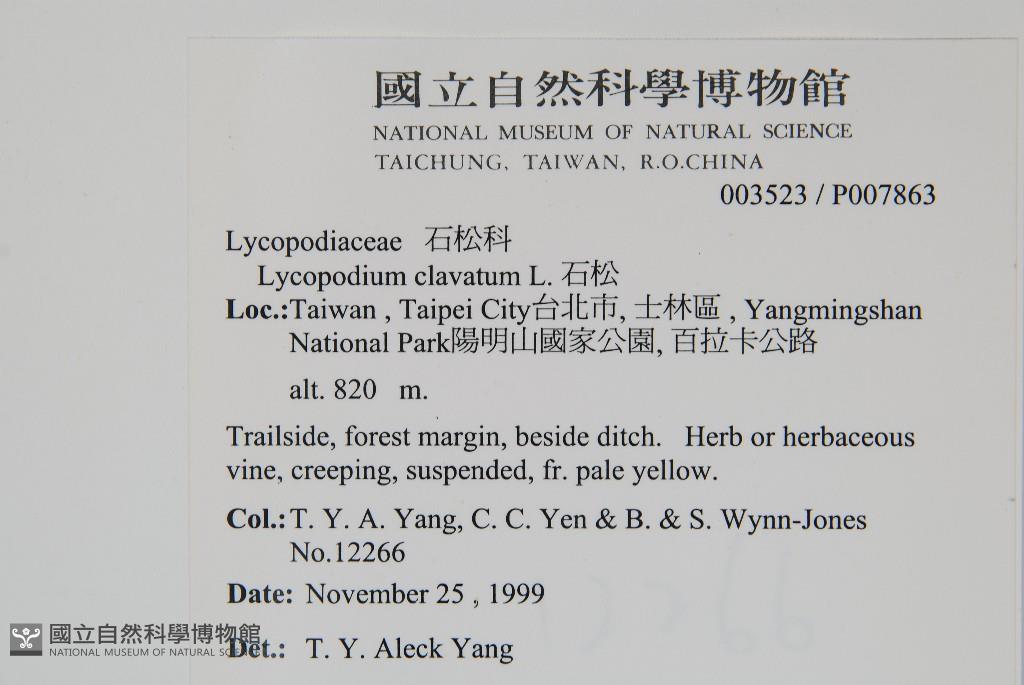 國立自然科學博物館
NATIONAL MUSEUM OF NATURAL SCIENCE
TAICHUNG, TAIWAN, R.O.CHINA
003523 / P007863
Lycopodiaceae 石松科
Lycopodium clavatum L. 石松
Loc.:Taiwan , Taipei City台北市, 士林區 , Yangmingshan
National Park陽明山國家公園, 百拉卡公路
alt. 820 m.
Trailside, forest margin, beside ditch. Herb or herbaceous
vine, creeping, suspended, fr. pale yellow.
Col.: T. Y. A. Yang, C. C. Yen & B. & S. Wynn-Jones
No.12266
Date: November 25 , 1999
Det.: T. Y. Aleck Yang
國立自然科學博物館
NATIONAL MUSEUM OF NATURAL SCIENCE